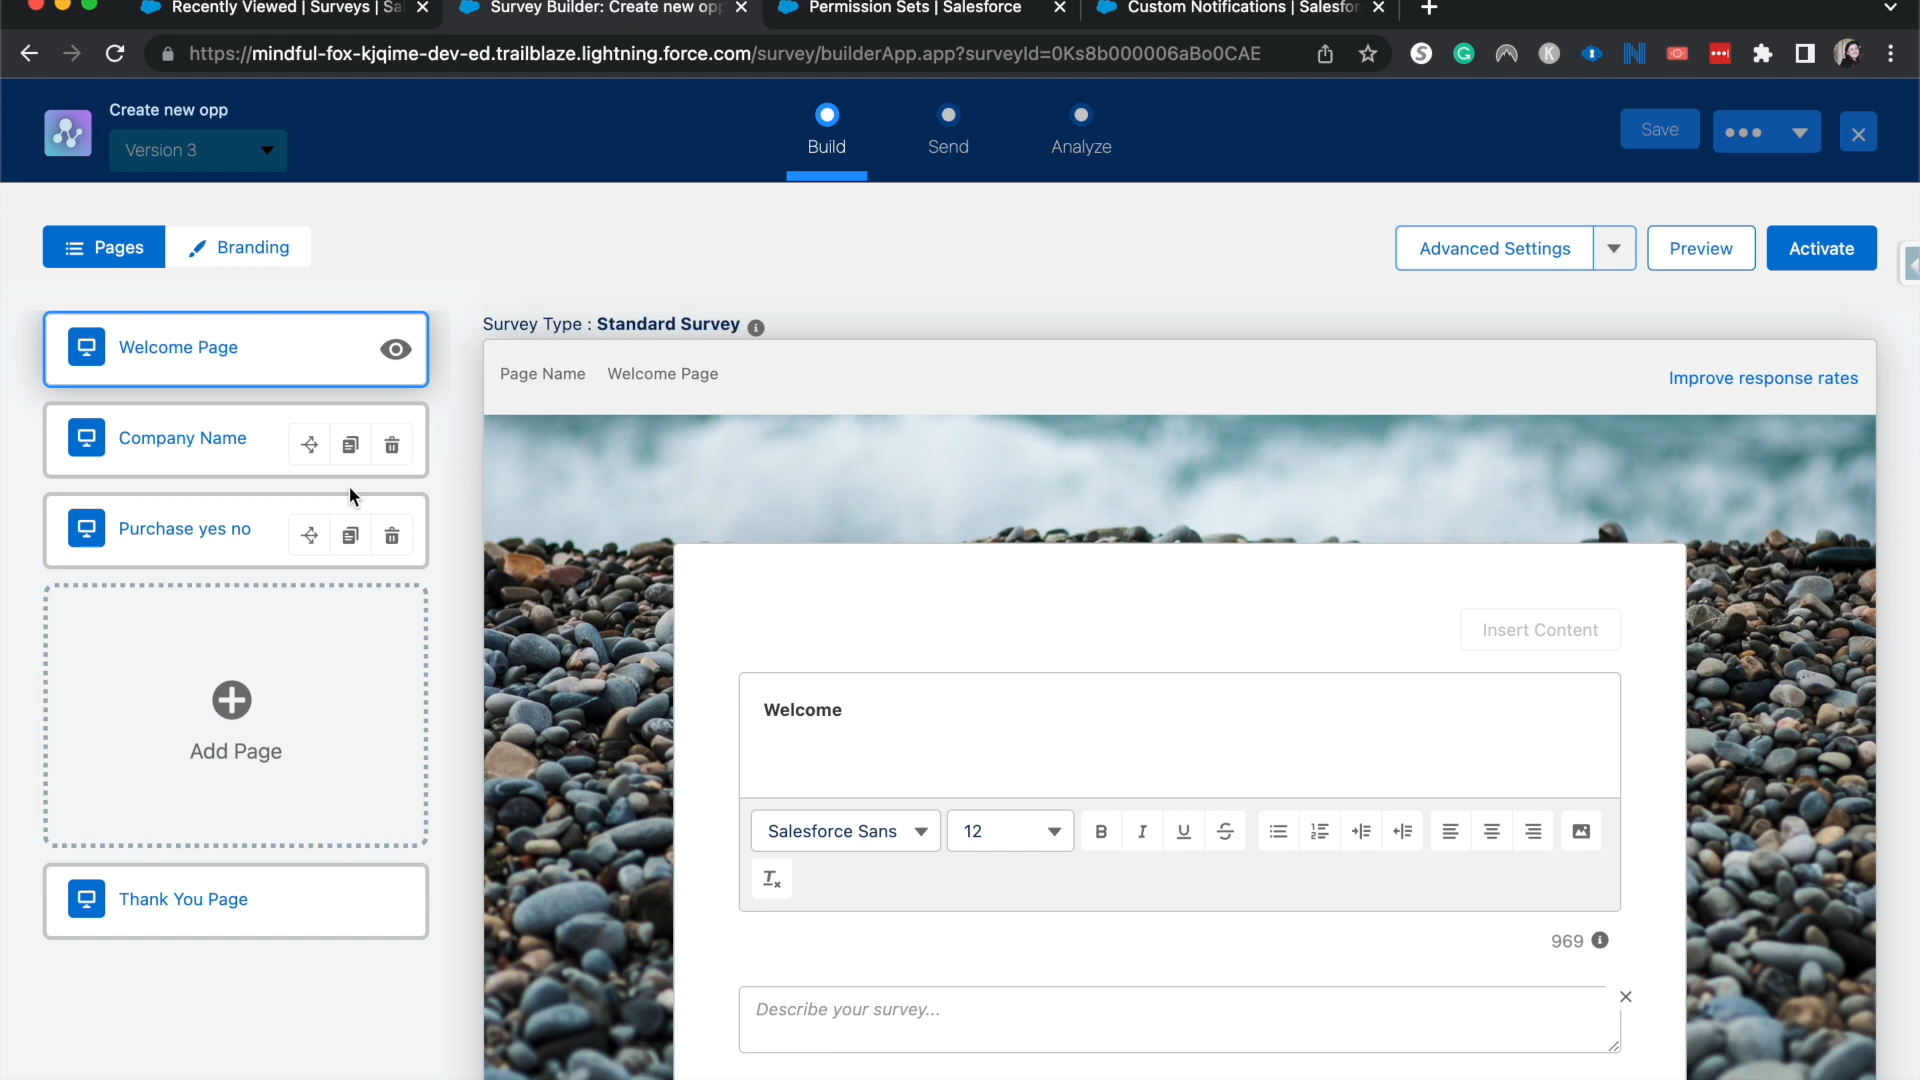 Recently Viewed | Surveys | Sa
Survey Builder: Create new opp
Permission Sets | Salesforce
Custom Notifications | Salesfor
https://mindful-fox-kjqime-dev-ed.trailblaze.lightning.force.com/survey/builderApp.app?surveyId=0Ks8b000006aBo0CAE
Create new opp
Version 3
Build
Send
Analyze
Save
Pages
Branding
Advanced Settings
Preview
Activate
Welcome Page
Company Name
Purchase yes no
Add Page
Thank You Page
Survey Type : Standard Survey
Page Name Welcome Page
Improve response rates
Insert Content
Welcome
Salesforce Sans
12
969
Describe your survey...